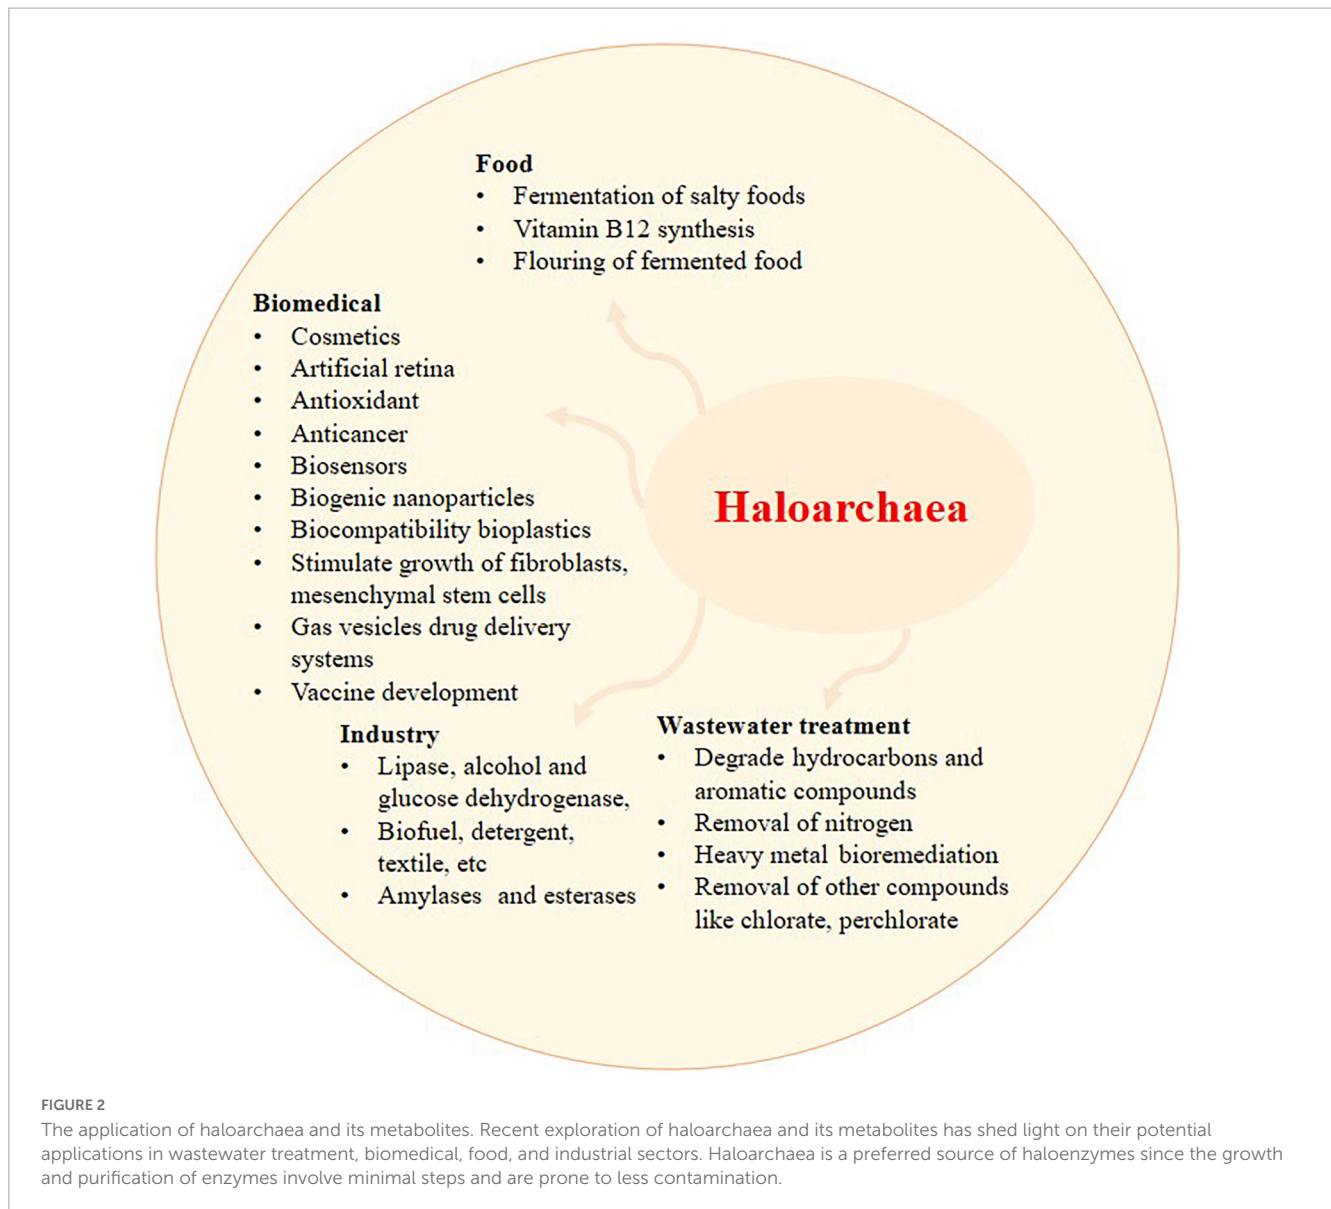 Food
• Fermentation of salty foods
• Vitamin B12 synthesis
• Flouring of fermented food
Biomedical
• Cosmetics
• Artificial retina
• Antioxidant
• Anticancer
• Biosensors
• Biogenic nanoparticles
• Biocompatibility bioplastics
• Stimulate growth of fibroblasts,
mesenchymal stem cells
• Gas vesicles drug delivery
systems
• Vaccine development
Haloarchaea
Industry
• Lipase, alcohol and
glucose dehydrogenase,
• Biofuel, detergent,
textile, etc
• Amylases and esterases
Wastewater treatment
• Degrade hydrocarbons and
aromatic compounds
• Removal of nitrogen
• Heavy metal bioremediation
• Removal of other compounds
like chlorate, perchlorate
FIGURE 2
The application of haloarchaea and its metabolites. Recent exploration of haloarchaea and its metabolites has shed light on their potential
applications in wastewater treatment, biomedical, food, and industrial sectors. Haloarchaea is a preferred source of haloenzymes since the growth
and purification of enzymes involve minimal steps and are prone to less contamination.